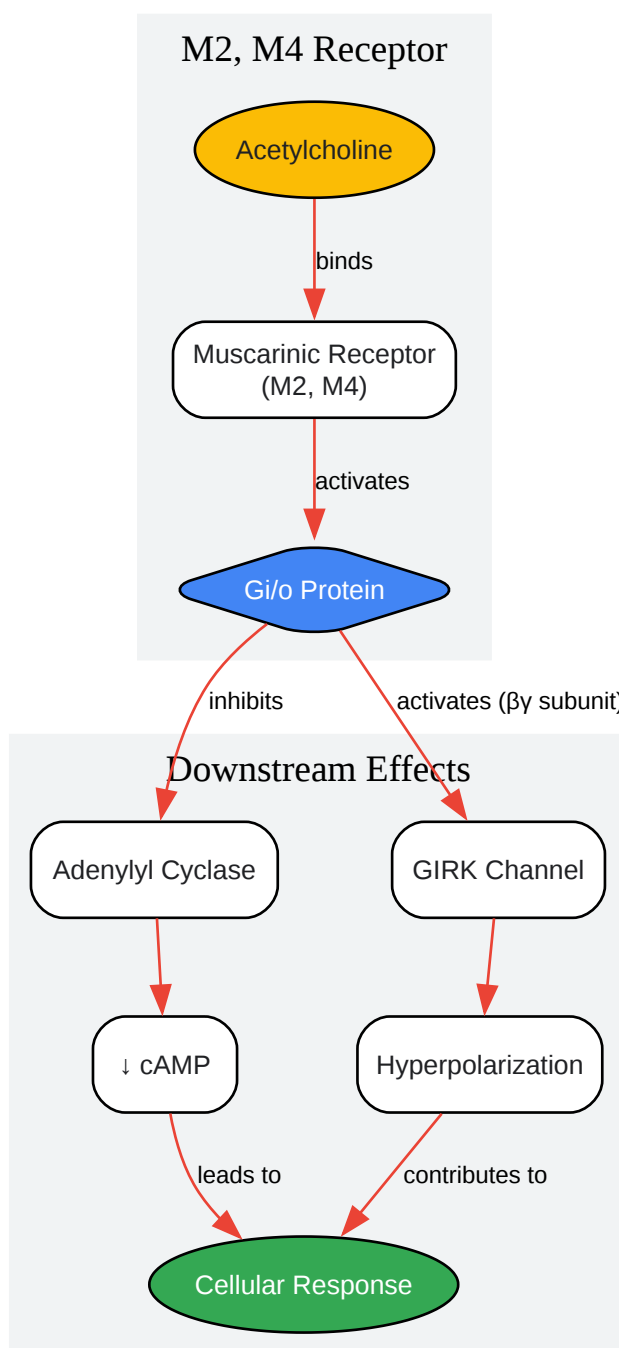 M2, M4 Receptor
Acetylcholine
binds
Muscarinic Receptor
(M2, M4)
activates
Gi/o Protein
inhibits
activates (βγ subunit)
Downstream Effects
Adenylyl Cyclase
GIRK Channel
↓ cAMP
Hyperpolarization
leads to
contributes to
Cellular Response